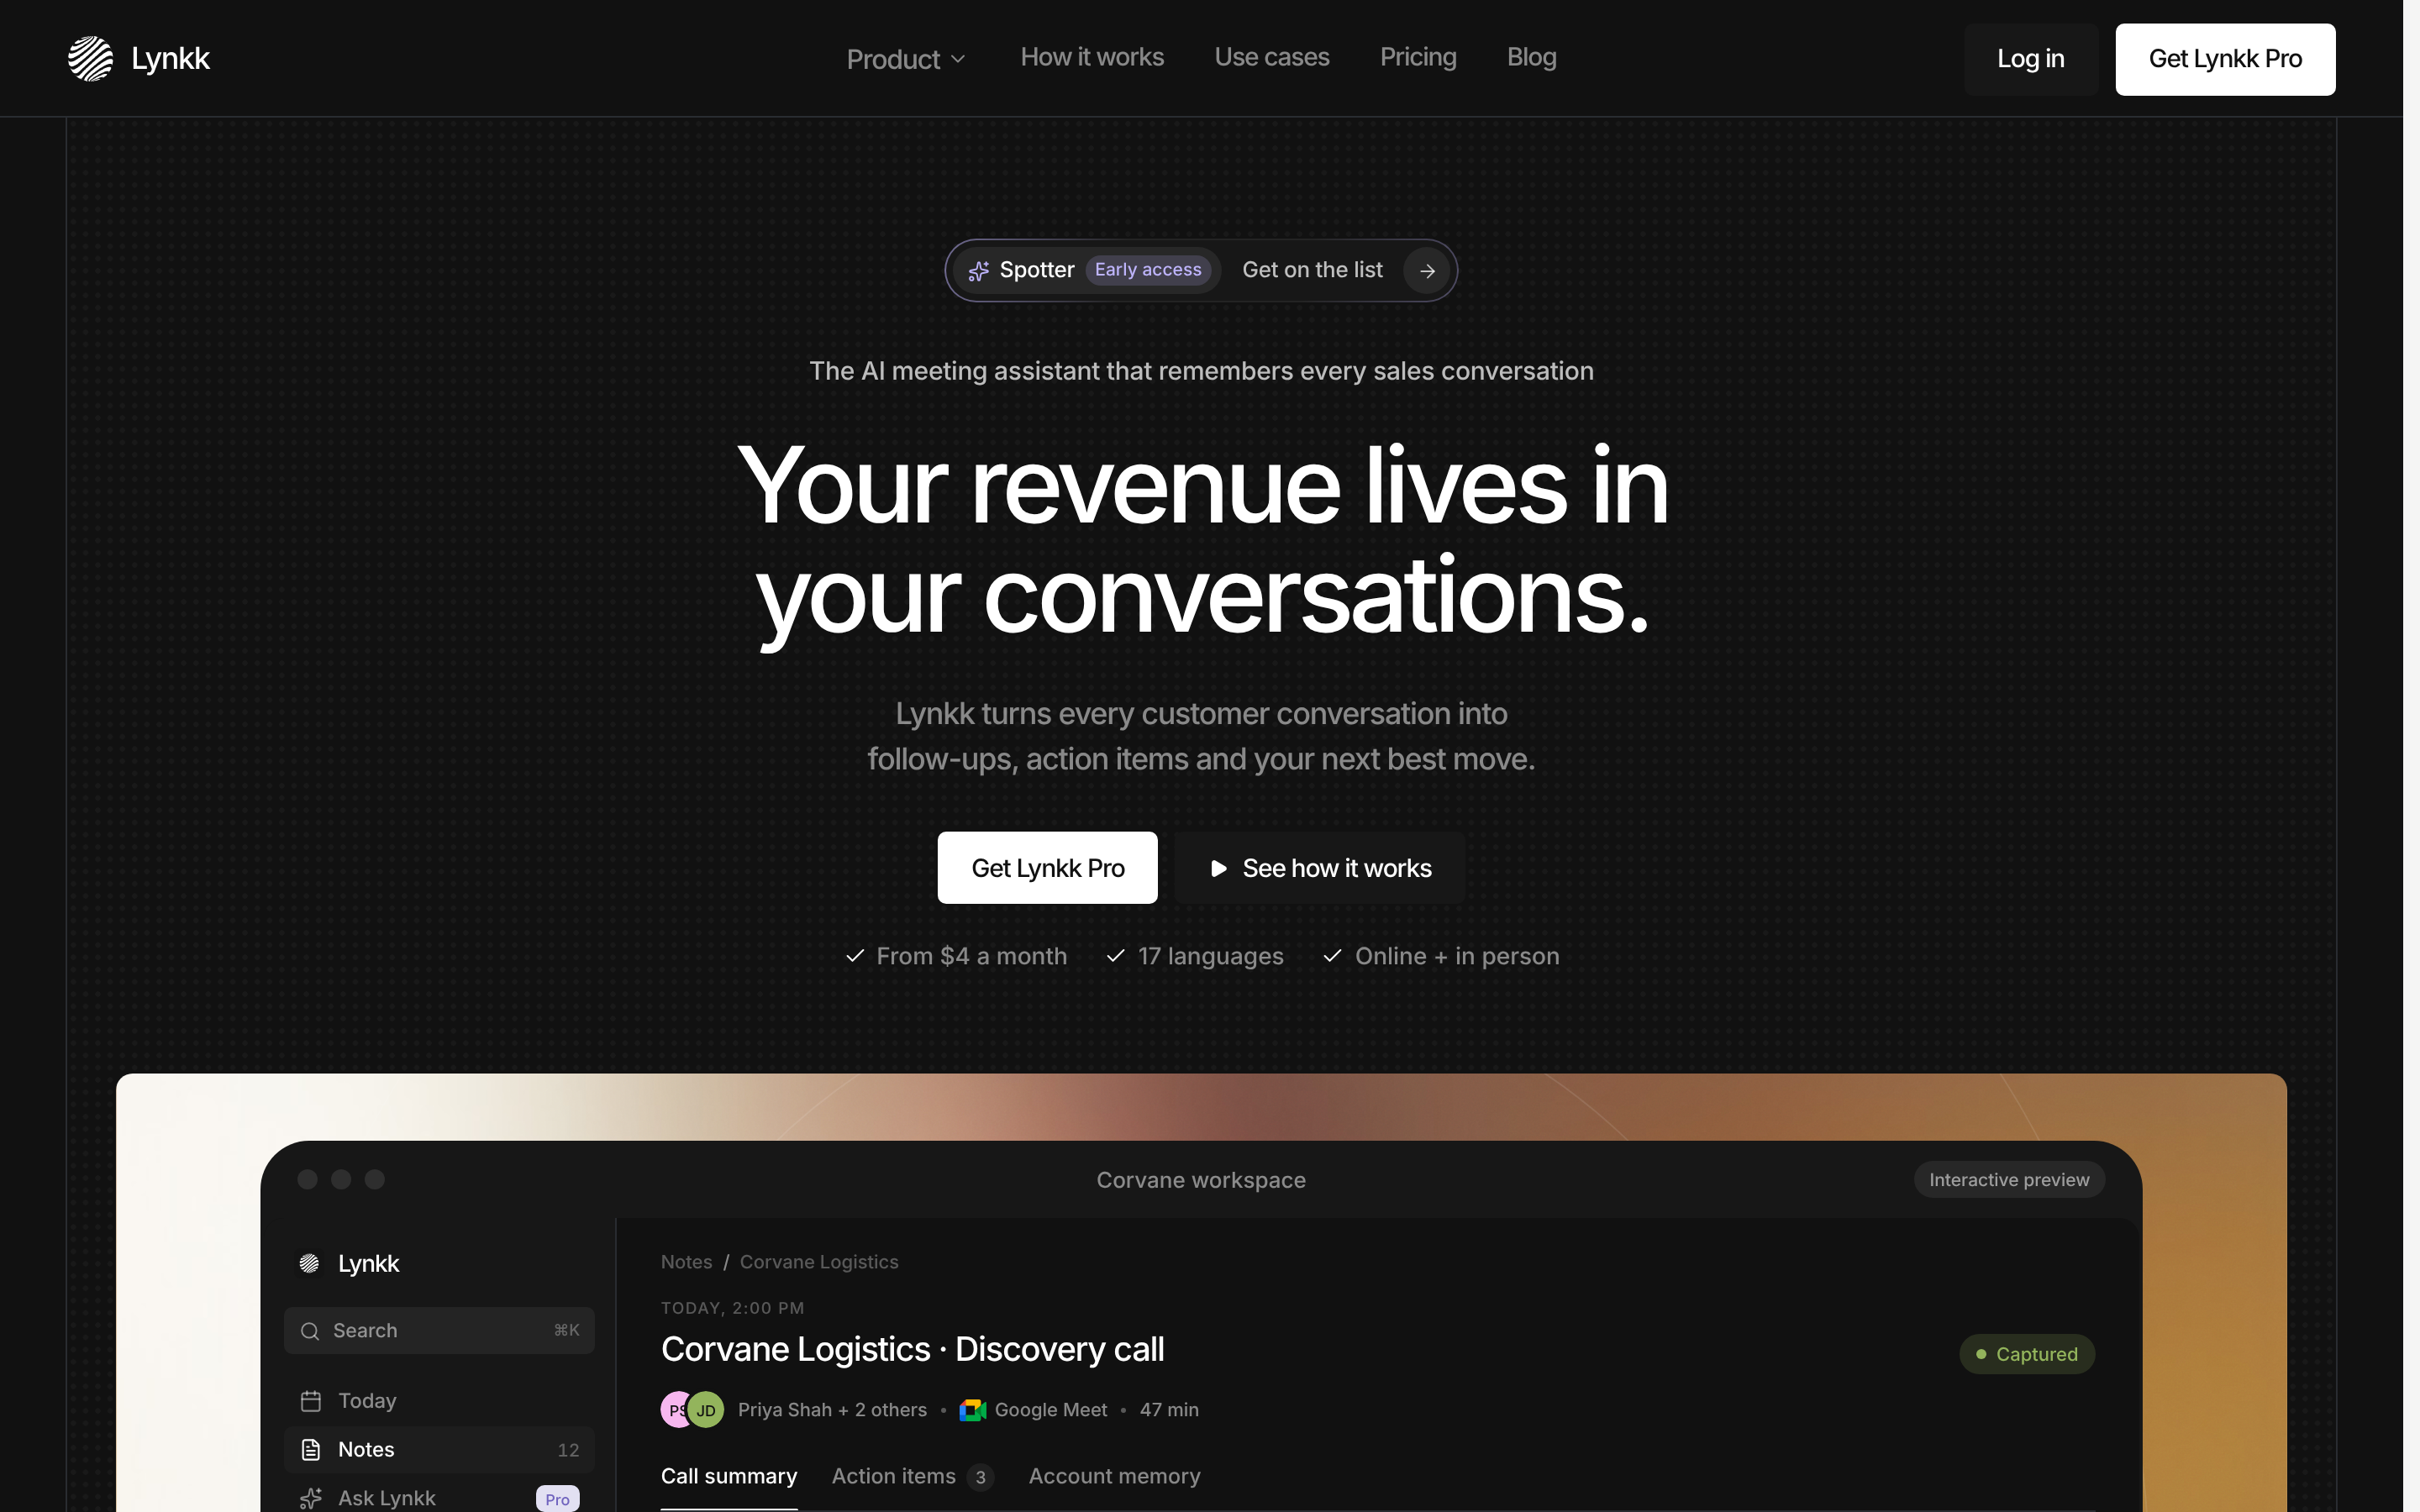 Lynkk
Product
How it works
Use cases
Pricing
Blog
Log in
Get Lynkk Pro
Spotter
Early access
Get on the list
The AI meeting assistant that remembers every sales conversation
Your revenue lives in
your conversations.
Lynkk turns every customer conversation into
follow-ups, action items and your next best move.
Get Lynkk Pro
See how it works
From $4 a month
17 languages
Online + in person
Corvane workspace
Interactive preview
Lynkk
Search
⌘K
Today
Notes
12
Ask Lynkk
Pro
Notes / Corvane Logistics
TODAY, 2:00 PM
Corvane Logistics · Discovery call
Captured
PS
JD
Priya Shah + 2 others • Google Meet • 47 min
Call summary
Action items 3
Account memory